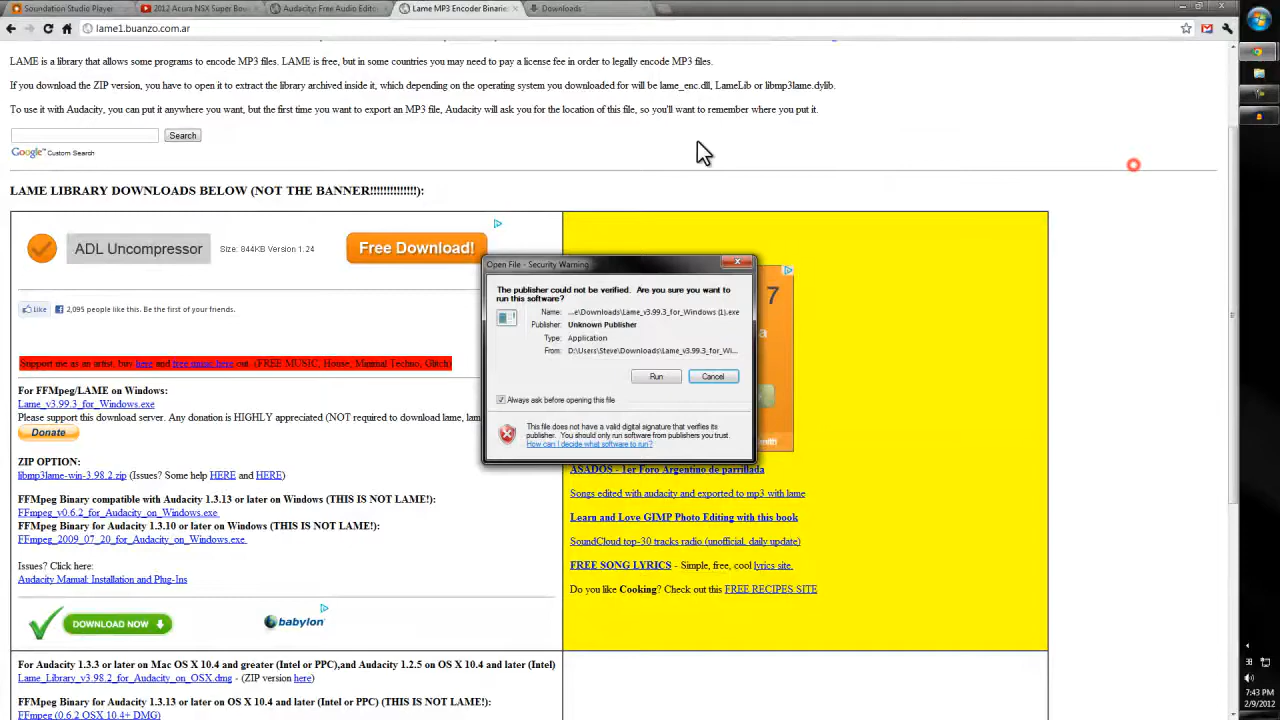 Soundation Studio Player
2012 Acura NSX Super Bow
Audacity: Free Audio Editor
Lame MP3 Encoder Binaries
Downloads
lame1.buanzo.com.ar
LAME is a library that allows some programs to encode MP3 files. LAME is free, but in some countries you may need to pay a license fee in order to legally encode MP3 files.
If you download the ZIP version, you have to open it to extract the library archived inside it, which depending on the operating system you downloaded for will be lame_enc.dll, LameLib or libmp3lame.dylib.
To use it with Audacity, you can put it anywhere you want, but the first time you want to export an MP3 file, Audacity will ask you for the location of this file, so you'll want to remember where you put it.
Search
Google™ Custom Search
LAME LIBRARY DOWNLOADS BELOW (NOT THE BANNER!!!!!!!!!!!!!!):
ADL Uncompressor
Size: 844KB Version 1.24
Free Download!
Like
2,095 people like this. Be the first of your friends.
Support me as an artist, buy here and free music here out. (FREE MUSIC, House, Minimal Techno, Glitch)
For FFMpeg/LAME on Windows:
Lame_v3.99.3_for_Windows.exe
Please support this download server. Any donation is HIGHLY appreciated (NOT required to download lame, lam
Donate
ZIP OPTION:
libmp3lame-win-3.98.2.zip (Issues? Some help HERE and HERE)
FFMpeg Binary compatible with Audacity 1.3.13 or later on Windows (THIS IS NOT LAME!):
FFmpeg_v0.6.2_for_Audacity_on_Windows.exe
FFMpeg Binary for Audacity 1.3.10 or later on Windows (THIS IS NOT LAME!):
FFmpeg_2009_07_20_for_Audacity_on_Windows.exe
Issues? Click here:
Audacity Manual: Installation and Plug-Ins
DOWNLOAD NOW
babylon
For Audacity 1.3.3 or later on Mac OS X 10.4 and greater (Intel or PPC),and Audacity 1.2.5 on OS X 10.4 and later (Intel)
Lame_Library_v3.98.2_for_Audacity_on_OSX.dmg - (ZIP version here)
FFMpeg Binary for Audacity 1.3.13 or later on OS X 10.4 and later (Intel or PPC) (THIS IS NOT LAME!):
FFmpeg (0.6.2 OSX 10.4+ DMG)
Open File - Security Warning
The publisher could not be verified. Are you sure you want to
run this software?
Name: ...e\Downloads\Lame_v3.99.3_for_Windows (1).exe
Publisher: Unknown Publisher
Type: Application
From: D:\Users\Steve\Downloads\Lame_v3.99.3_for_Wi...
Run
Cancel
Always ask before opening this file
This file does not have a valid digital signature that verifies its
publisher. You should only run software from publishers you trust.
How can I decide what software to run?
7
a
ASADOS - 1er Foro Argentino de parrillada
Songs edited with audacity and exported to mp3 with lame
Learn and Love GIMP Photo Editing with this book
SoundCloud top-30 tracks radio (unofficial, daily update)
FREE SONG LYRICS - Simple, free, cool lyrics site.
Do you like Cooking? Check out this FREE RECIPES SITE
7:43 PM
2/9/2012